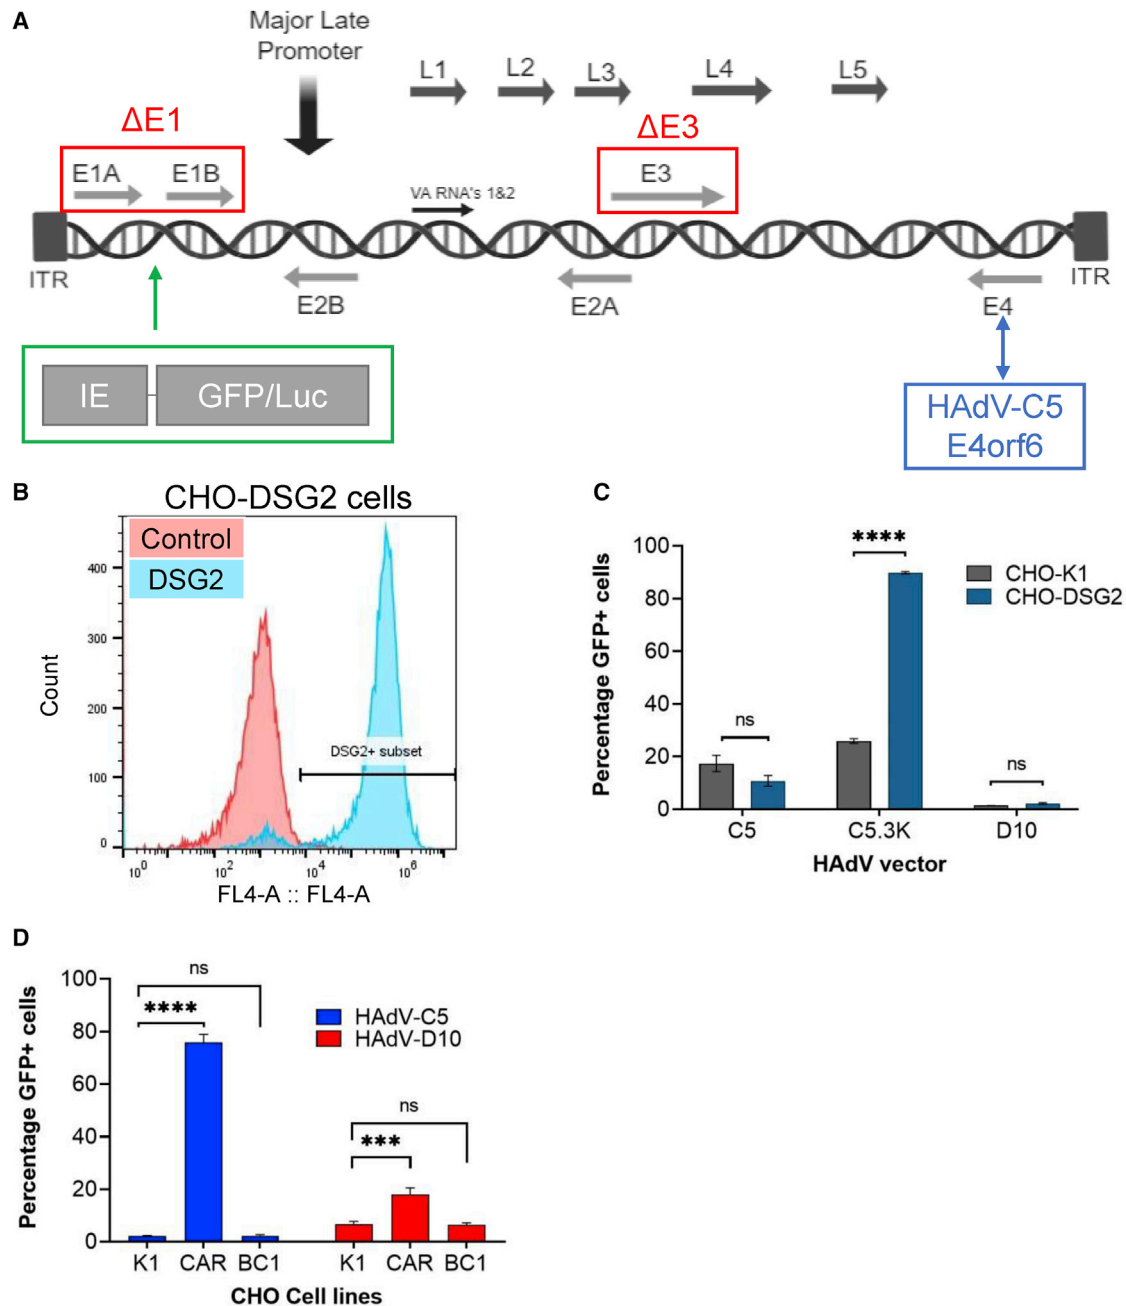 A
Major Late
Promoter
L1 L2 L3 L4 L5
ΔE1
ΔE3
E1A E1B
E3
VA RNA's 1&2
ITR
ITR
E2B
E2A
E4
IE GFP/Luc
HAdV-C5
E4orf6
B
CHO-DSG2 cells
Control
DSG2
Count
400
300
200
100
0
DSG2+ subset
10^0 10^2 10^4 10^6
FL4-A :: FL4-A
C
Percentage GFP+ cells
100
80
60
40
20
0
ns
****
ns
CHO-K1
CHO-DSG2
C5 C5.3K D10
HAdV vector
D
Percentage GFP+ cells
100
80
60
40
20
0
ns
****
HAdV-C5
HAdV-D10
ns
***
K1 CAR BC1 K1 CAR BC1
CHO Cell lines